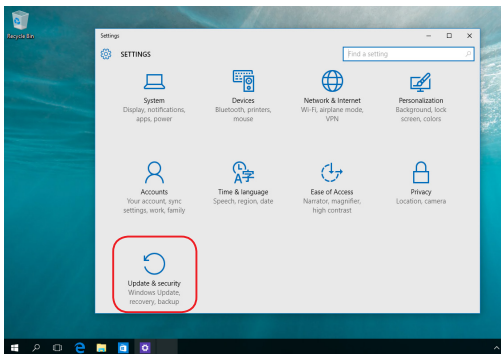 Recycle Bin
Settings
SETTINGS
Find a setting
System
Display, notifications,
apps, power
Devices
Bluetooth, printers,
mouse
Network & Internet
Wi-Fi, airplane mode,
VPN
Personalization
Background, lock
screen, colors
Accounts
Your account, sync
settings, work, family
Time & language
Speech, region, date
Ease of Access
Narrator, magnifier,
high contrast
Privacy
Location, camera
Update & security
Windows Update,
recovery, backup